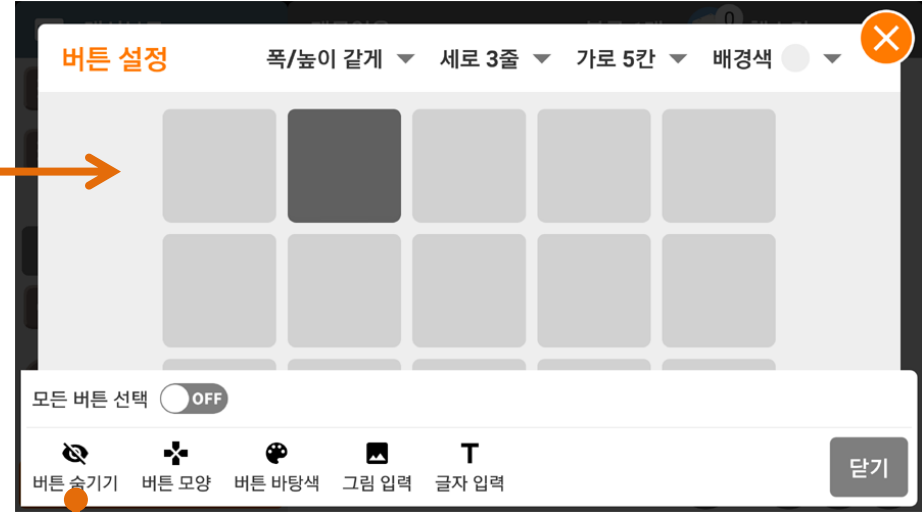 버튼 설정 폭/높이 같게 세로 3줄 가로 5칸 배경색
모든 버튼 선택 OFF
버튼 숨기기 버튼 모양 버튼 바탕색 그림 입력 글자 입력
닫기